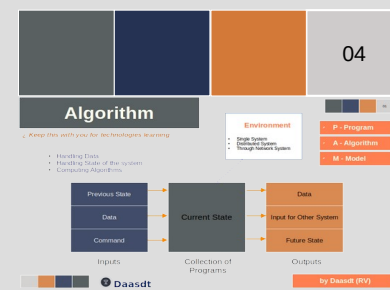 04
Algorithm
Keep this with you for technologies learning
Environment
Single System
Distributed System
Through Network System
P - Program
A - Algorithm
M - Model
Handling Data
Handling State of the system
Computing Algorithms
Previous State
Data
Command
Current State
Data
Input for Other System
Future State
Inputs
Collection of
Programs
Outputs
Daasdt
by Daasdt (RV)